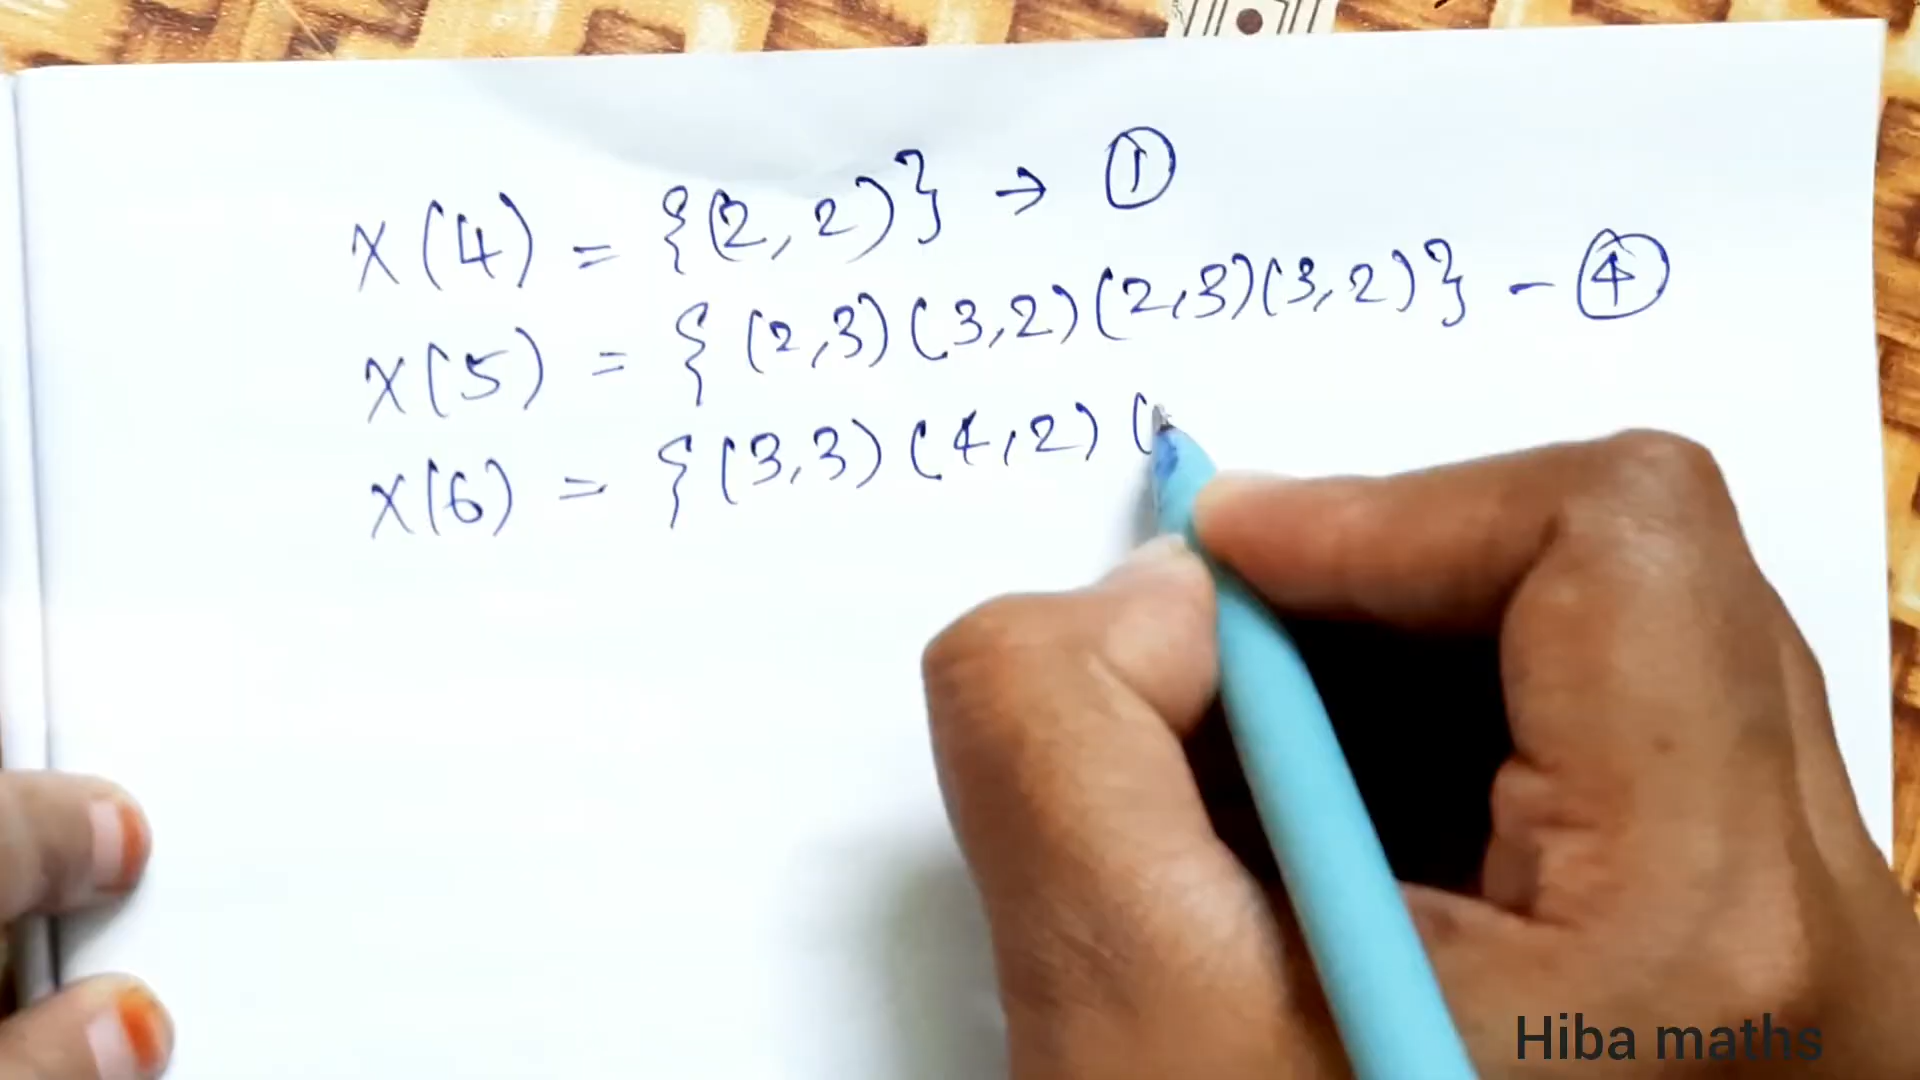 X(4) = {(2,2)} → ①
X(5) = { (2,3)(3,2)(2,3)(3,2)} - ④
X(6) = {(3,3)(4,2)(
Hiba maths